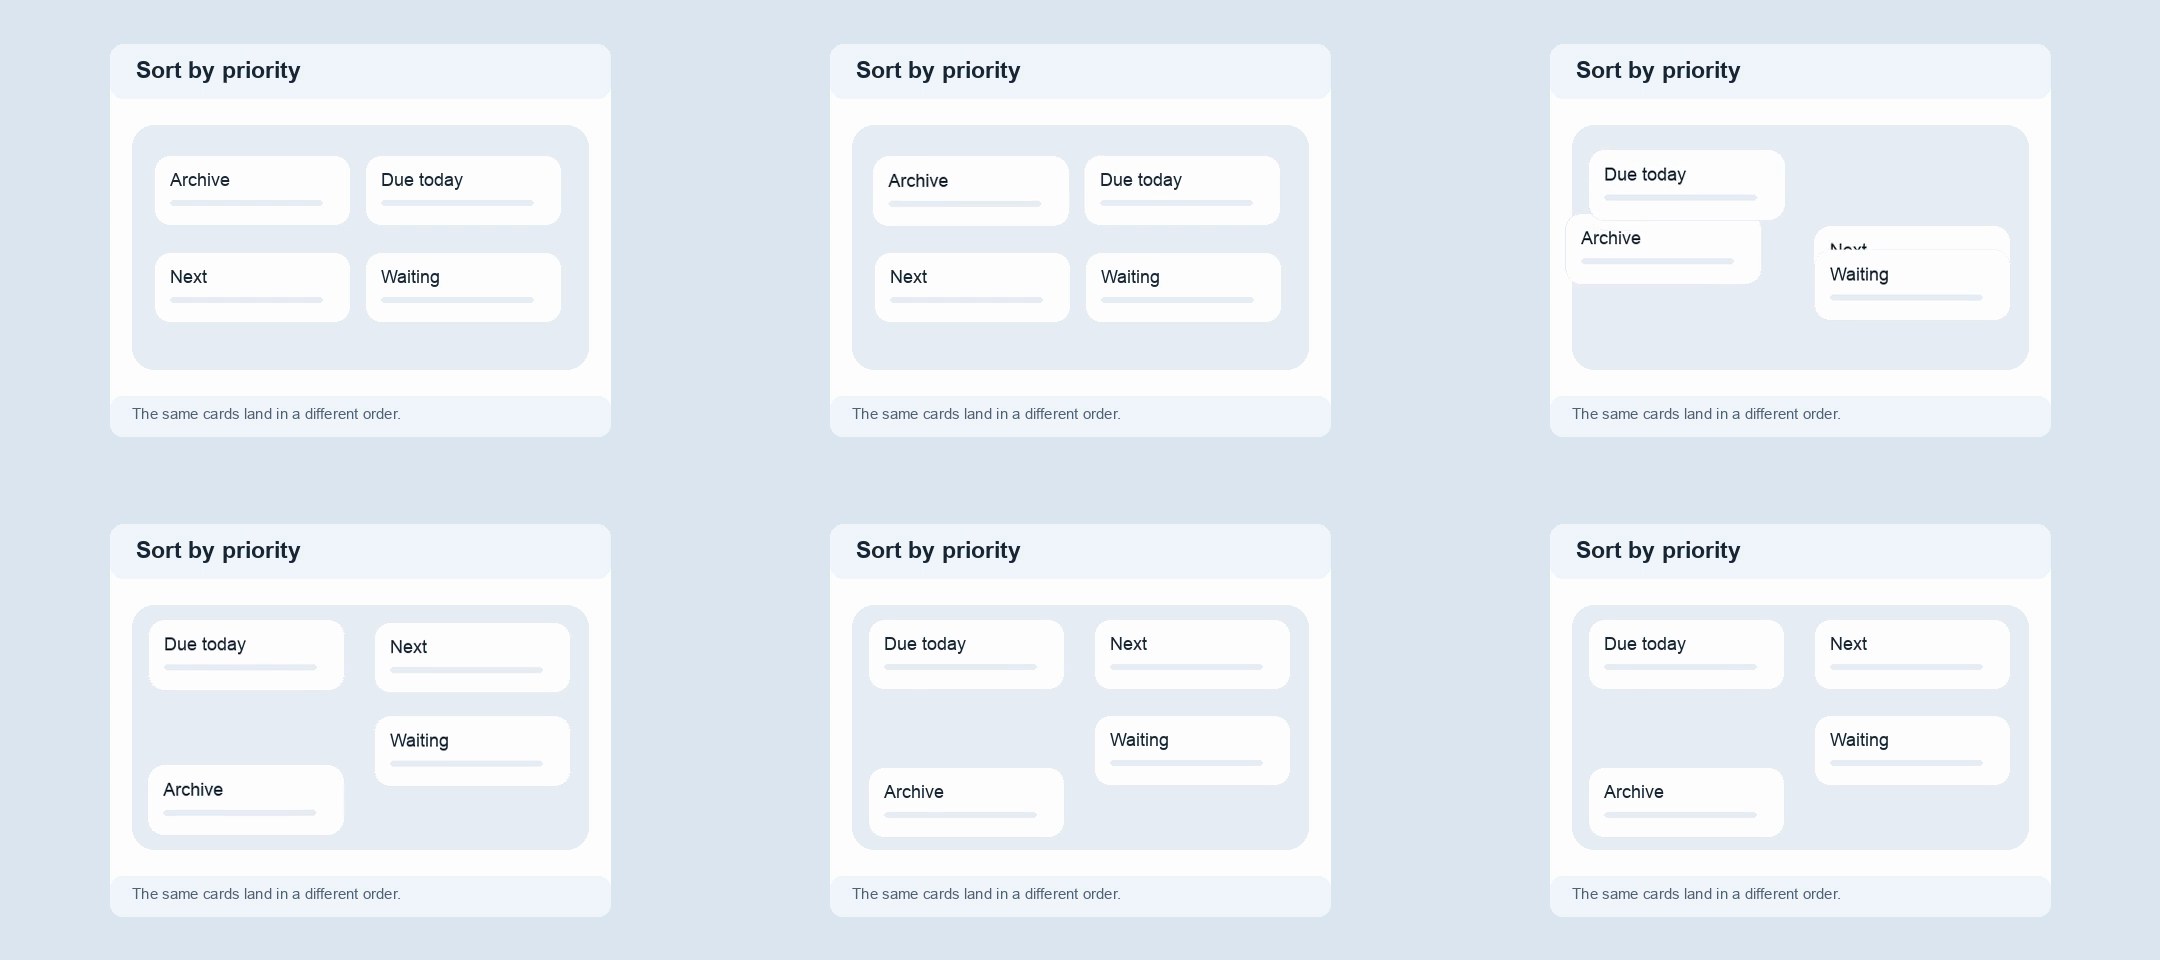 Sort by priority
Archive
Due today
Next
Waiting
The same cards land in a different order.
Sort by priority
Archive
Due today
Next
Waiting
The same cards land in a different order.
Sort by priority
Due today
Archive
Next
Waiting
The same cards land in a different order.
Sort by priority
Due today
Next
Waiting
Archive
The same cards land in a different order.
Sort by priority
Due today
Next
Waiting
Archive
The same cards land in a different order.
Sort by priority
Due today
Next
Waiting
Archive
The same cards land in a different order.